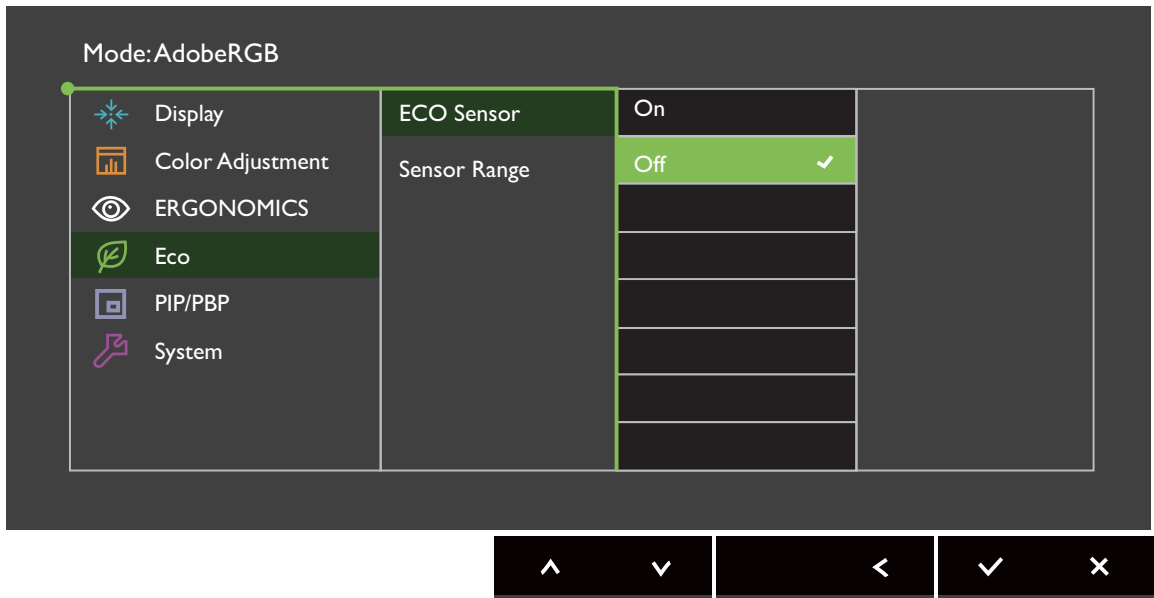 Mode: AdobeRGB
Display
Color Adjustment
ERGONOMICS
Eco
PIP/PBP
System
ECO Sensor
Sensor Range
On
Off